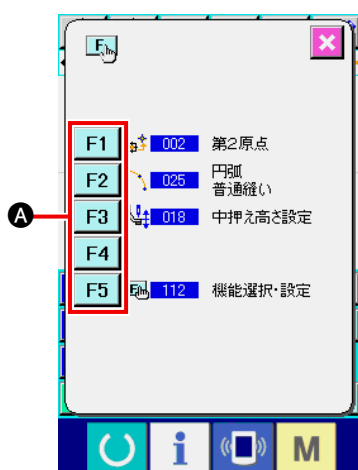 F
F1 002 第2原点
F2 025 円弧
普通縫い
A F3 018 中押え高さ設定
F4
F5 112 機能選択・設定
i M